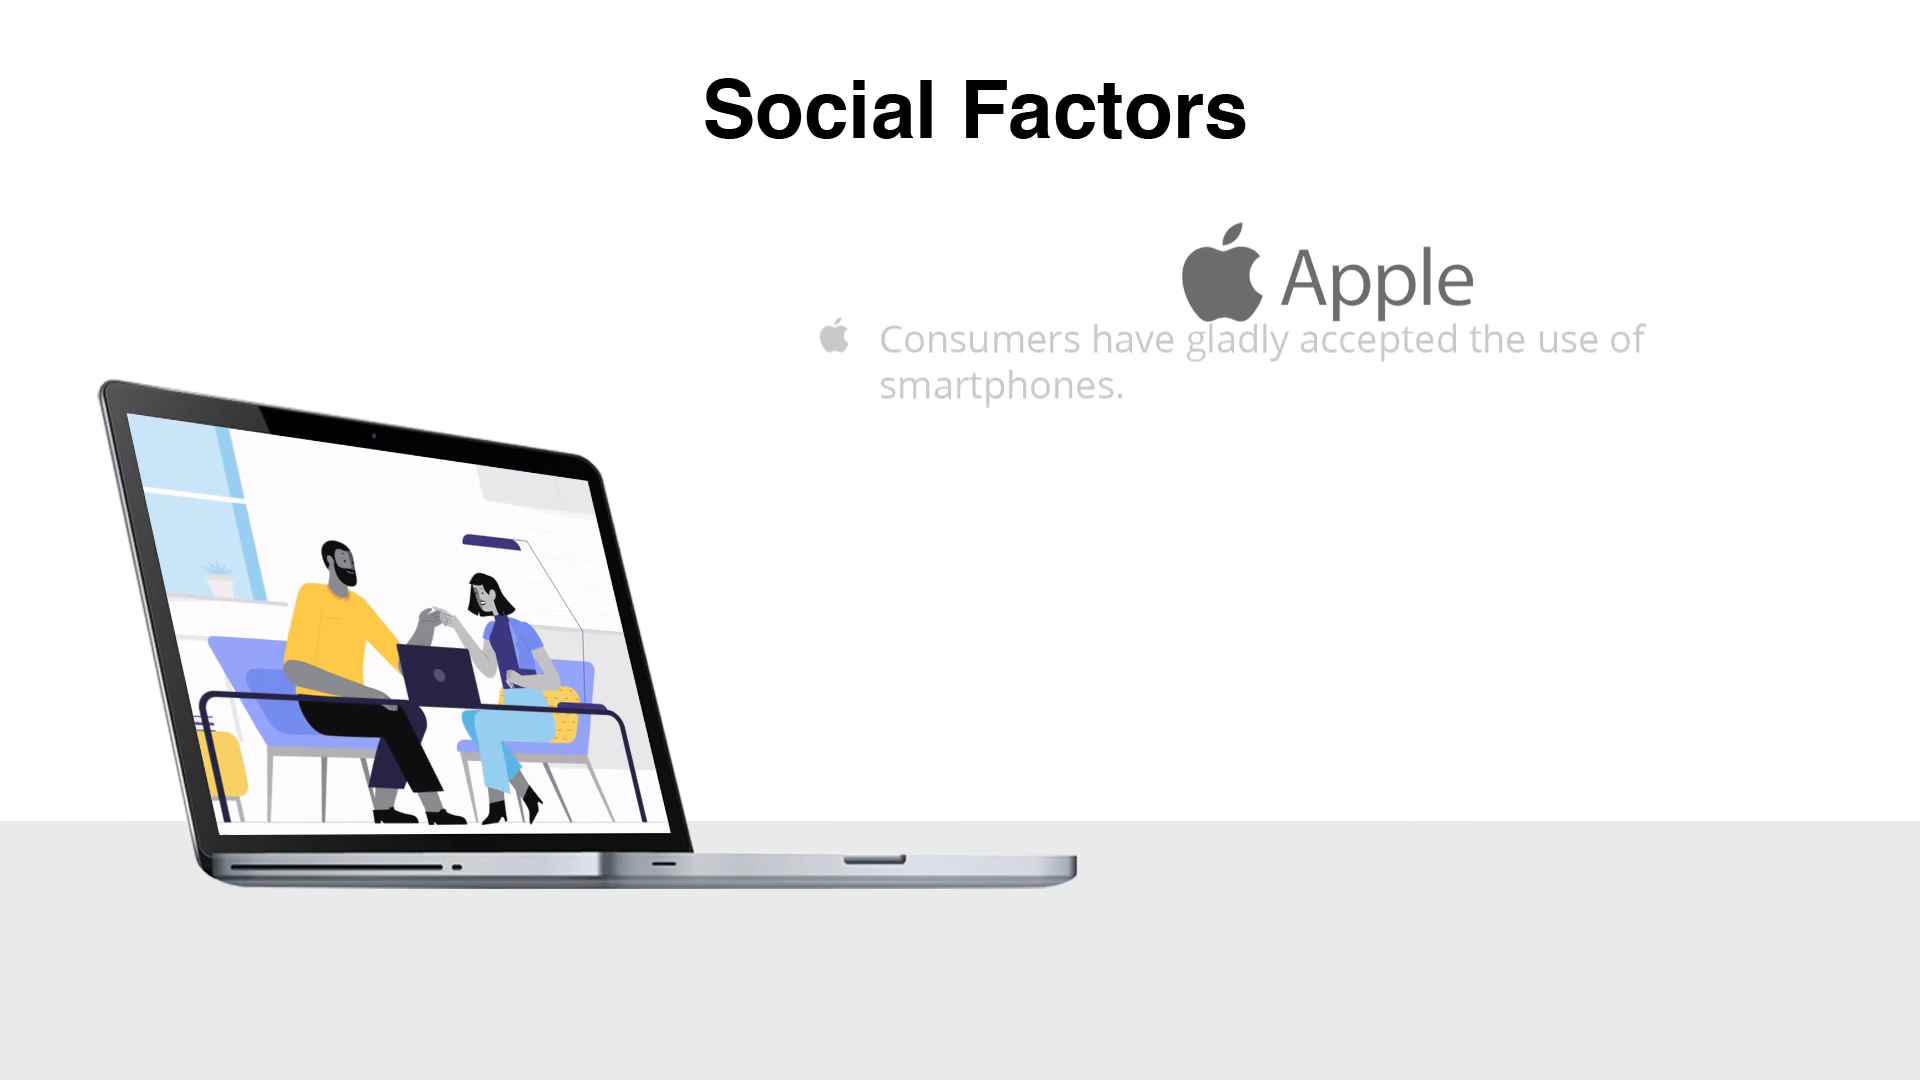 Social Factors
Apple
Consumers have gladly accepted the use of
smartphones.